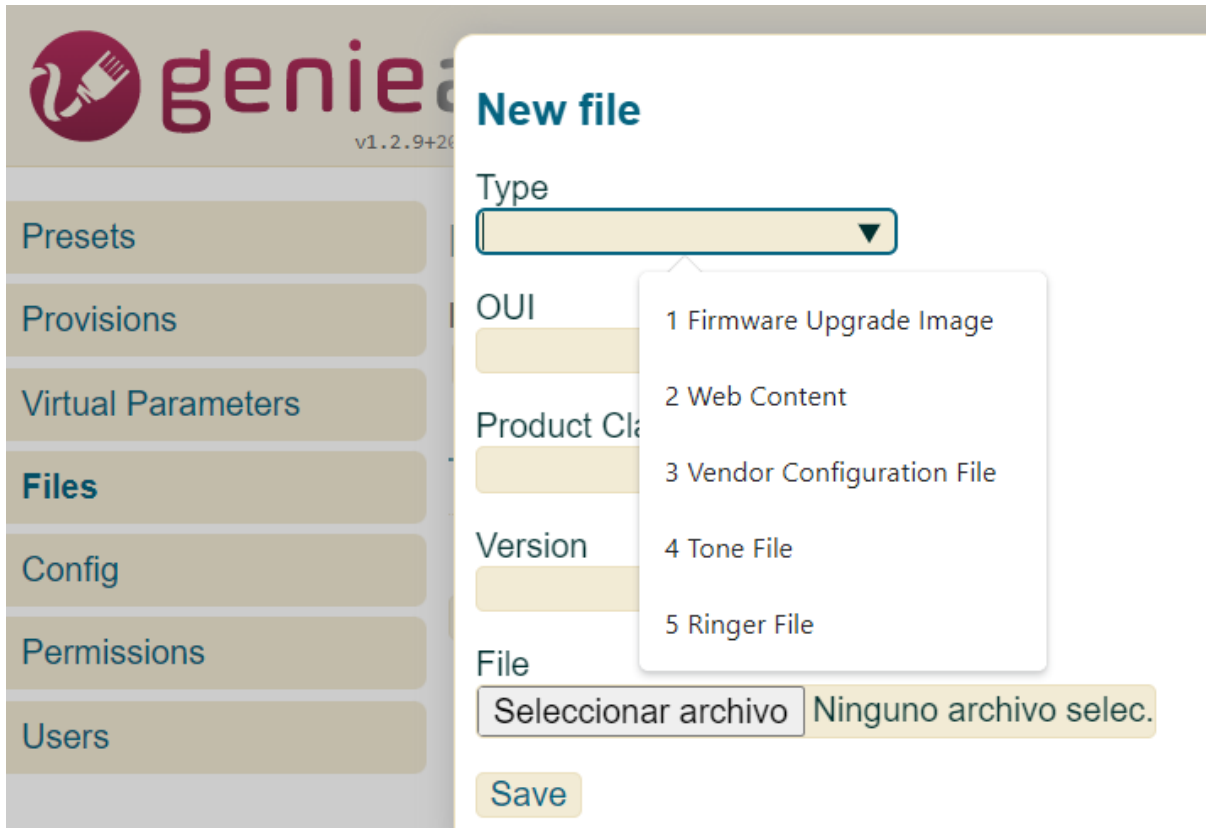 genie
v1.2.9+20
New file
Type
Presets
Provisions
Virtual Parameters
Files
Config
Permissions
Users
OUI
1 Firmware Upgrade Image
2 Web Content
Product Cla
3 Vendor Configuration File
Version
4 Tone File
5 Ringer File
File
Seleccionar archivo Ninguno archivo selec.
Save